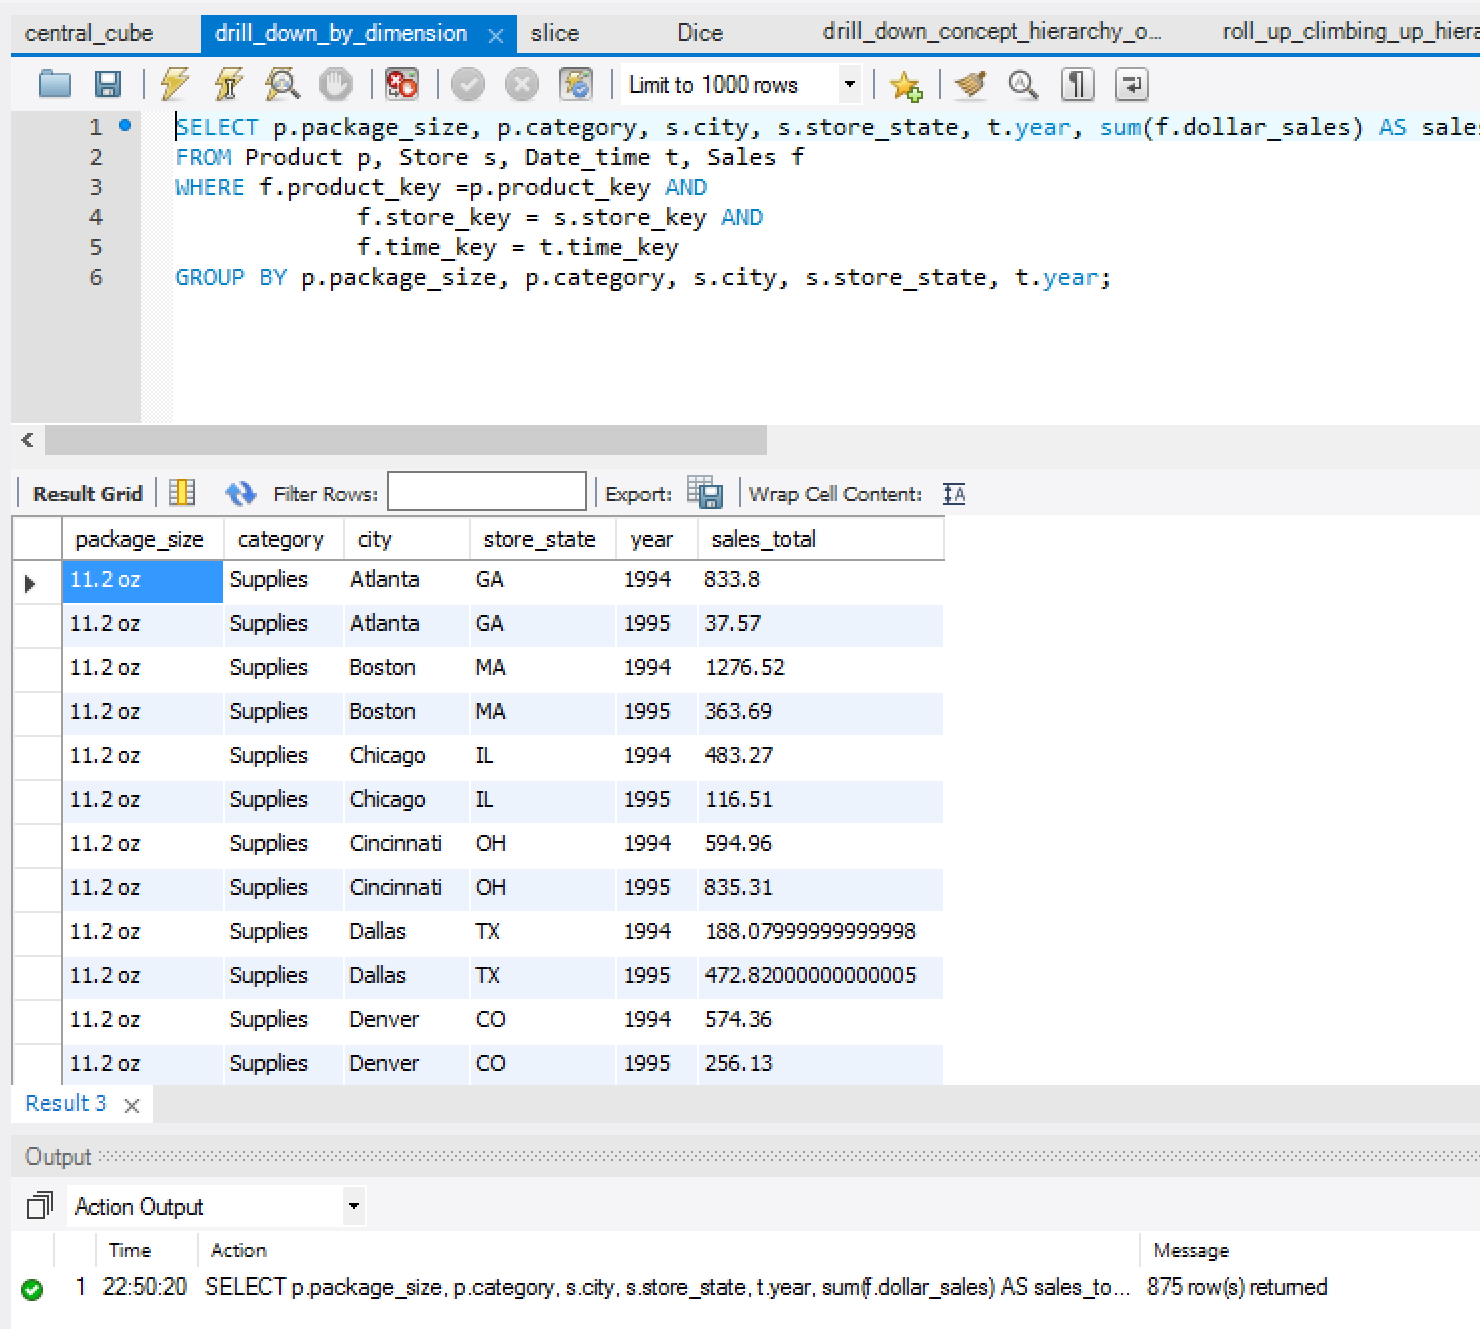 central_cube drill_down_by_dimension slice Dice drill_down_concept_hierarchy_o... roll_up_climbing_up_hiera
Limit to 1000 rows
1 SELECT p.package_size, p.category, s.city, s.store_state, t.year, sum(f.dollar_sales) AS sales
2 FROM Product p, Store s, Date_time t, Sales f
3 WHERE f.product_key =p.product_key AND
4 f.store_key = s.store_key AND
5 f.time_key = t.time_key
6 GROUP BY p.package_size, p.category, s.city, s.store_state, t.year;
Result Grid Filter Rows: Export: Wrap Cell Content: IA
package_size category city store_state year sales_total
11.2 oz Supplies Atlanta GA 1994 833.8
11.2 oz Supplies Atlanta GA 1995 37.57
11.2 oz Supplies Boston MA 1994 1276.52
11.2 oz Supplies Boston MA 1995 363.69
11.2 oz Supplies Chicago IL 1994 483.27
11.2 oz Supplies Chicago IL 1995 116.51
11.2 oz Supplies Cincinnati OH 1994 594.96
11.2 oz Supplies Cincinnati OH 1995 835.31
11.2 oz Supplies Dallas TX 1994 188.07999999999998
11.2 oz Supplies Dallas TX 1995 472.82000000000005
11.2 oz Supplies Denver CO 1994 574.36
11.2 oz Supplies Denver CO 1995 256.13
Result 3
Output
Action Output
Time Action Message
1 22:50:20 SELECT p.package_size, p.category, s.city, s.store_state, t.year, sum(f.dollar_sales) AS sales_to... 875 row(s) returned